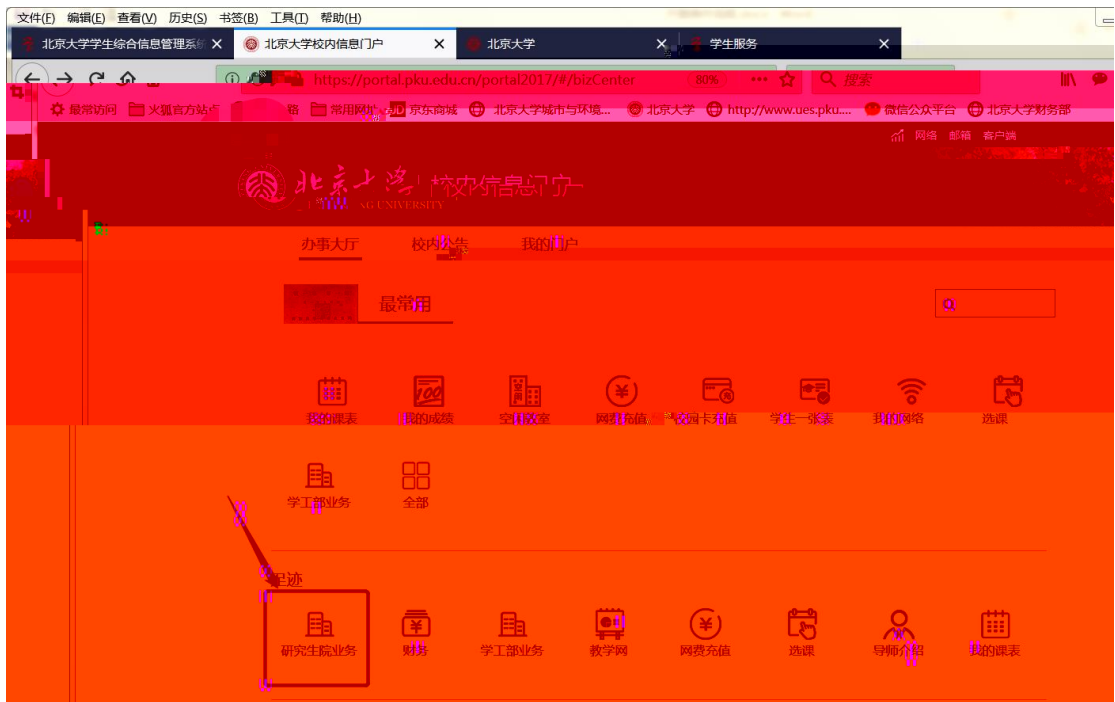 文件(F) 编辑(E) 查看(V) 历史(S) 书签(B) 工具(T) 帮助(H)
北京大学学生综合信息管理系统 北京大学校内信息门户 北京大学 学生服务
https://portal.pku.edu.cn/portal2017/#/bizCenter 80% 搜索
最常访问 火狐官方站点 常用网址 JD 京东商城 北京大学城市与环境... 北京大学 http://www.ues.pku.... 微信公众平台 北京大学财务部
网络 邮箱 客户端
北京大学 校内信息门户
办事大厅 校内公告 我的门户
最常用
我的课表 我的成绩 空闲教室 网费充值 校园卡充值 学生一张表 我的网络 选课
学工部业务 全部
足迹
研究生院业务 财务 学工部业务 教学网 网费充值 选课 导师介绍 我的课表